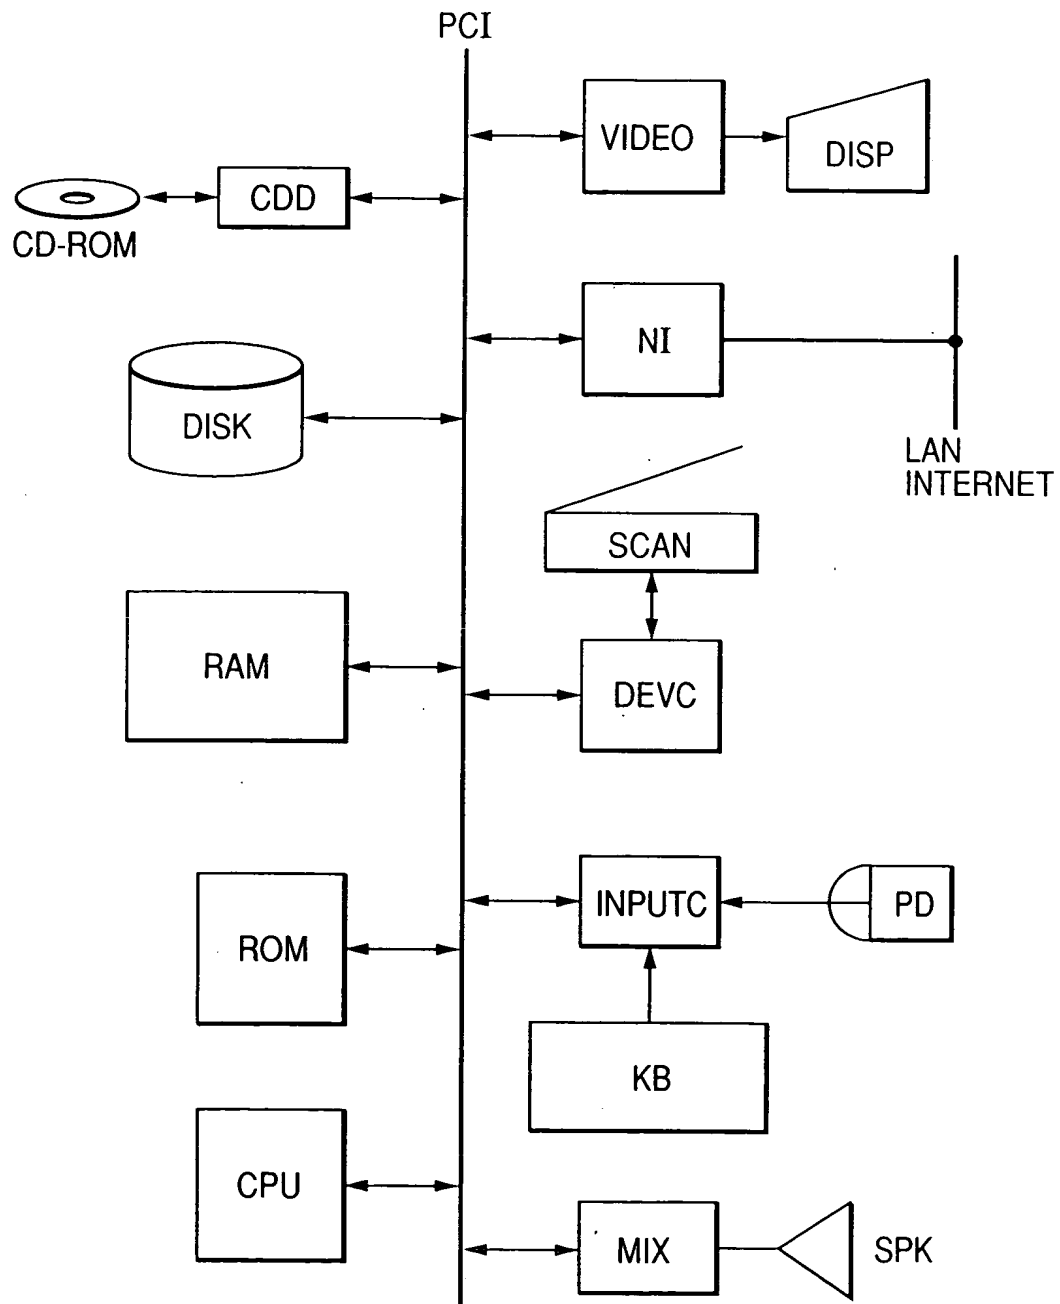 PCI
VIDEO
DISP
CDD
CD-ROM
NI
DISK
LAN
INTERNET
SCAN
RAM
DEVC
INPUTC
PD
ROM
KB
CPU
MIX
SPK